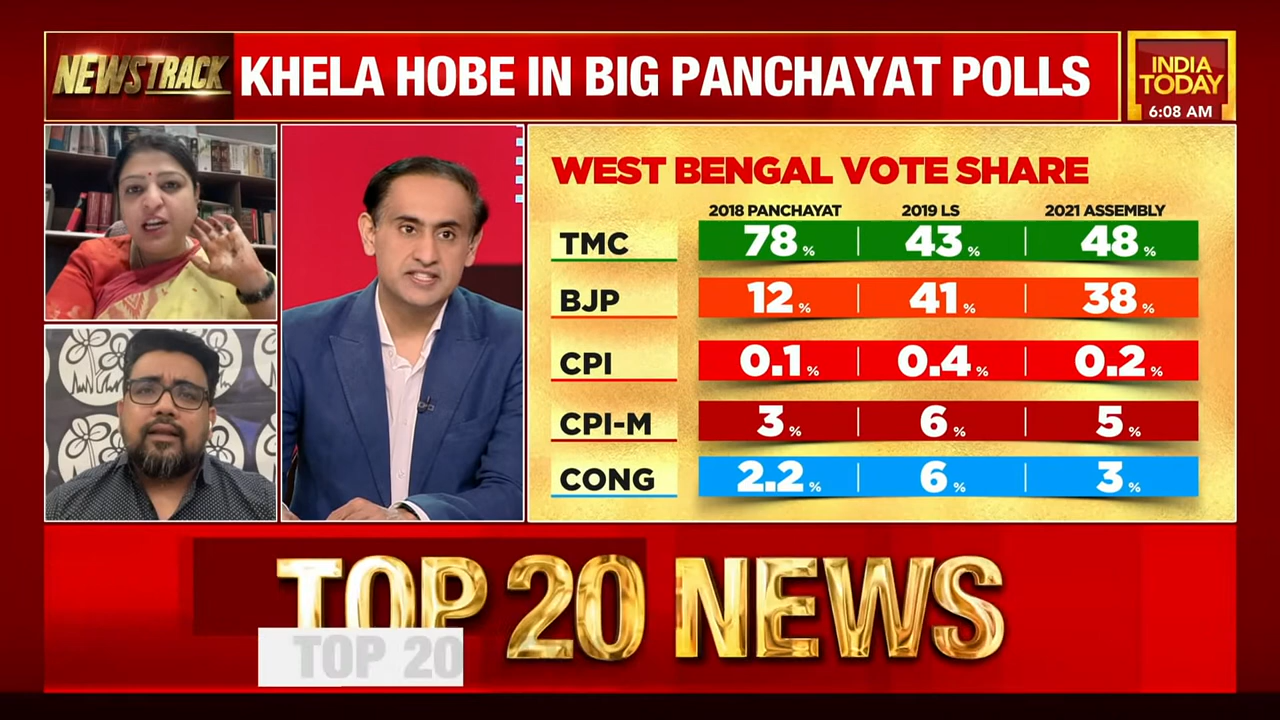 NEWSTRACK
KHELA HOBE IN BIG PANCHAYAT POLLS
INDIA
TODAY
6:08 AM
WEST BENGAL VOTE SHARE
2018 PANCHAYAT 2019 LS 2021 ASSEMBLY
TMC 78% 43% 48%
BJP 12% 41% 38%
CPI 0.1% 0.4% 0.2%
CPI-M 3% 6% 5%
CONG 2.2% 6% 3%
TOP 20 NEWS
TOP 20